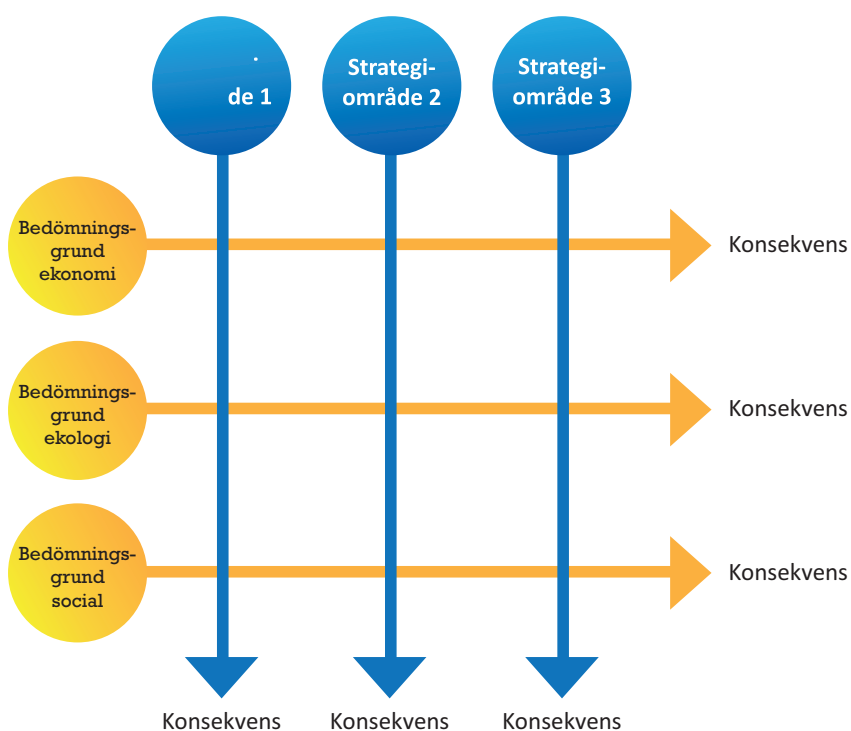 de 1
Strategi-
område 2
Strategi-
område 3
Bedömnings-
grund
ekonomi
Konsekvens
Bedömnings-
grund
ekologi
Konsekvens
Bedömnings-
grund
social
Konsekvens
Konsekvens
Konsekvens
Konsekvens